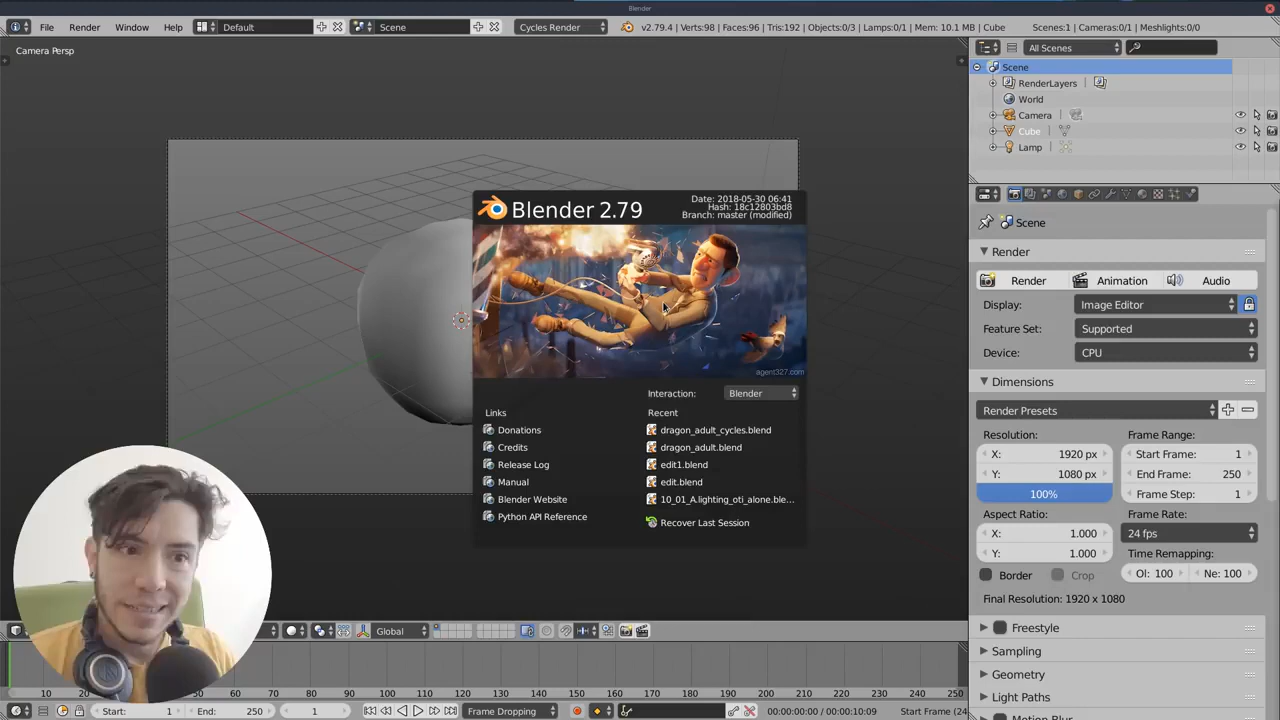 Blender
File
Render
Window
Help
Default
Scene
Cycles Render
v2.79.4 | Verts:98 | Faces:96 | Tris:192 | Objects:0/3 | Lamps:0/1 | Mem: 10.1 MB | Cube
Scenes:1 | Cameras:0/1 | Meshlights:0/0
Camera Persp
All Scenes
Scene
RenderLayers
World
Camera
Cube
Lamp
Blender 2.79
Date: 2018-05-30 06:41
Hash: 18c12803bd8
Branch: master (modified)
agent327.com
Interaction:
Blender
Links
Donations
Credits
Release Log
Manual
Blender Website
Python API Reference
Recent
dragon_adult_cycles.blend
dragon_adult.blend
edit1.blend
edit.blend
10_01_A.lighting_oti_alone.ble...
Recover Last Session
Scene
Render
Render
Animation
Audio
Display:
Image Editor
Feature Set:
Supported
Device:
CPU
Dimensions
Render Presets
Resolution:
X: 1920 px
Y: 1080 px
100%
Frame Range:
Start Frame: 1
End Frame: 250
Frame Step: 1
Aspect Ratio:
X: 1.000
Y: 1.000
Frame Rate:
24 fps
Time Remapping:
Ol: 100
Ne: 100
Border
Crop
Final Resolution: 1920 x 1080
Freestyle
Sampling
Geometry
Light Paths
Global
10
60 70 80 90 100 110 120 130 140 150 160 170 180 190 200 210 220 230 240 250
Start: 1
End: 250
1
Frame Dropping
00:00:00:00 / 00:00:10:09
Start Frame (24